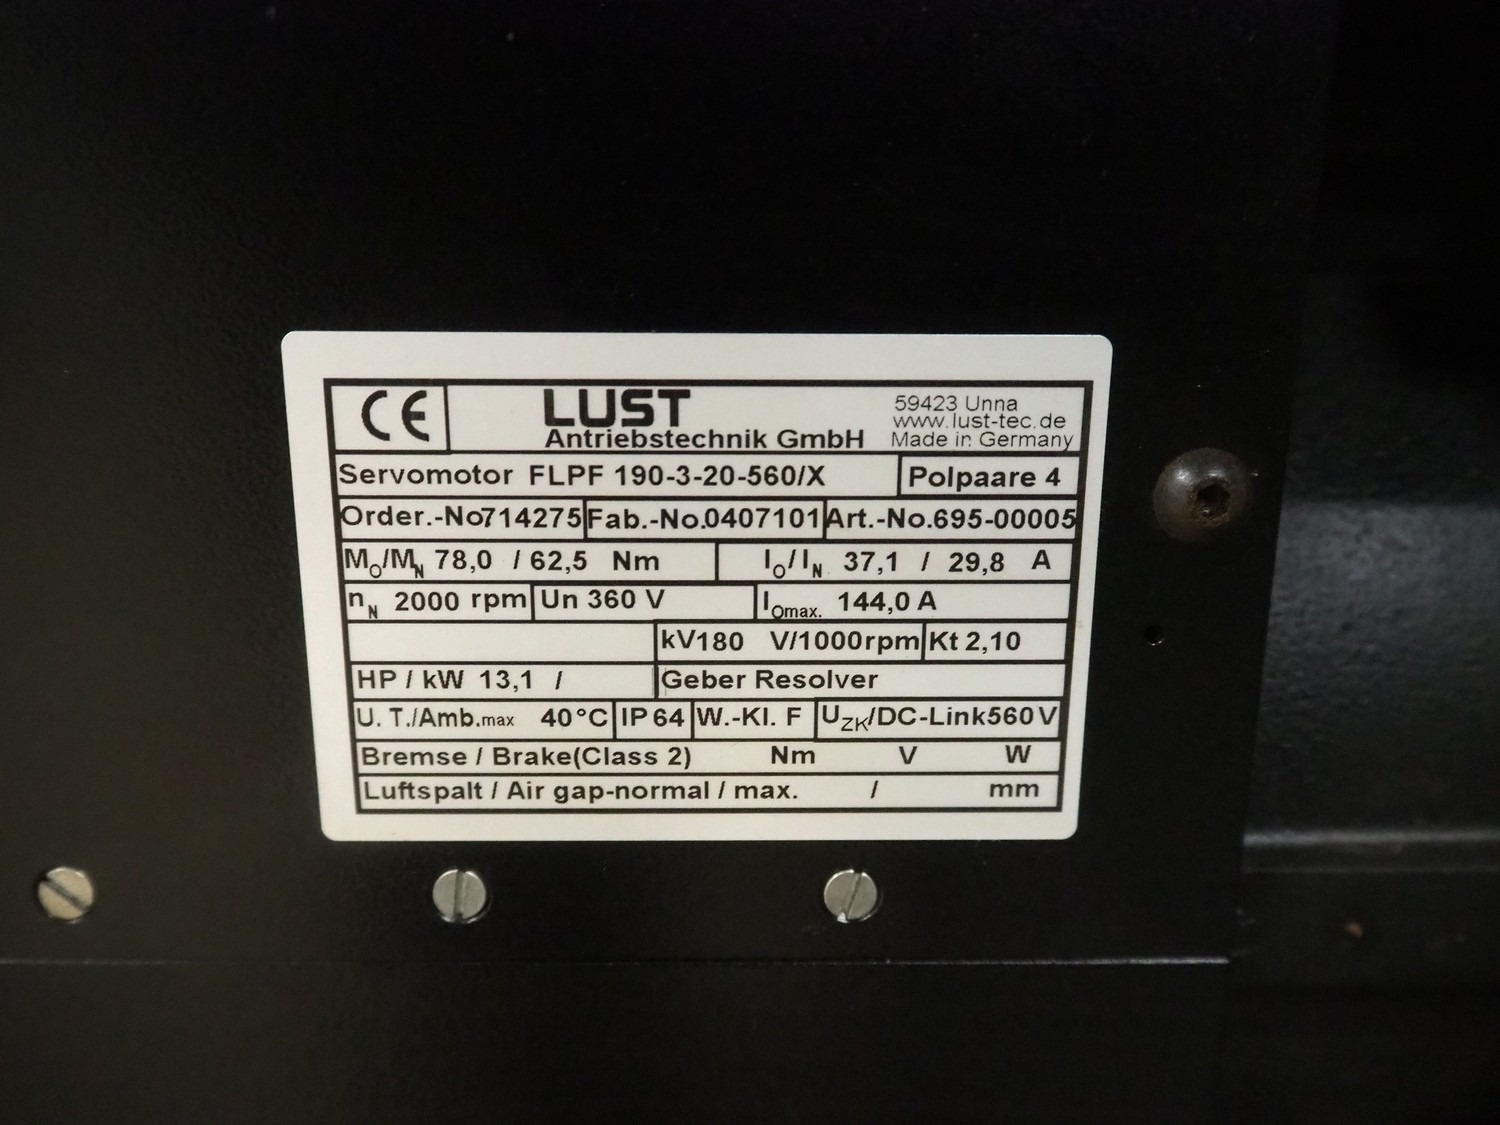 CE
LUST
Antriebstechnik GmbH
59423 Unna
www.lust-tec.de
Made in Germany
Servomotor FLPF 190-3-20-560/X Polpaare 4
Order.-No714275 Fab.-No.0407101 Art.-No.695-00005
MO/MN 78,0 / 62,5 Nm IO/IN 37,1 / 29,8 A
nN 2000 rpm Un 360 V IOmax. 144,0 A
kV180 V/1000rpm Kt 2,10
HP / kW 13,1 / Geber Resolver
U. T./Amb.max 40°C IP 64 W.-Kl. F UZK/DC-Link560V
Bremse / Brake(Class 2) Nm V W
Luftspalt / Air gap-normal / max. / mm